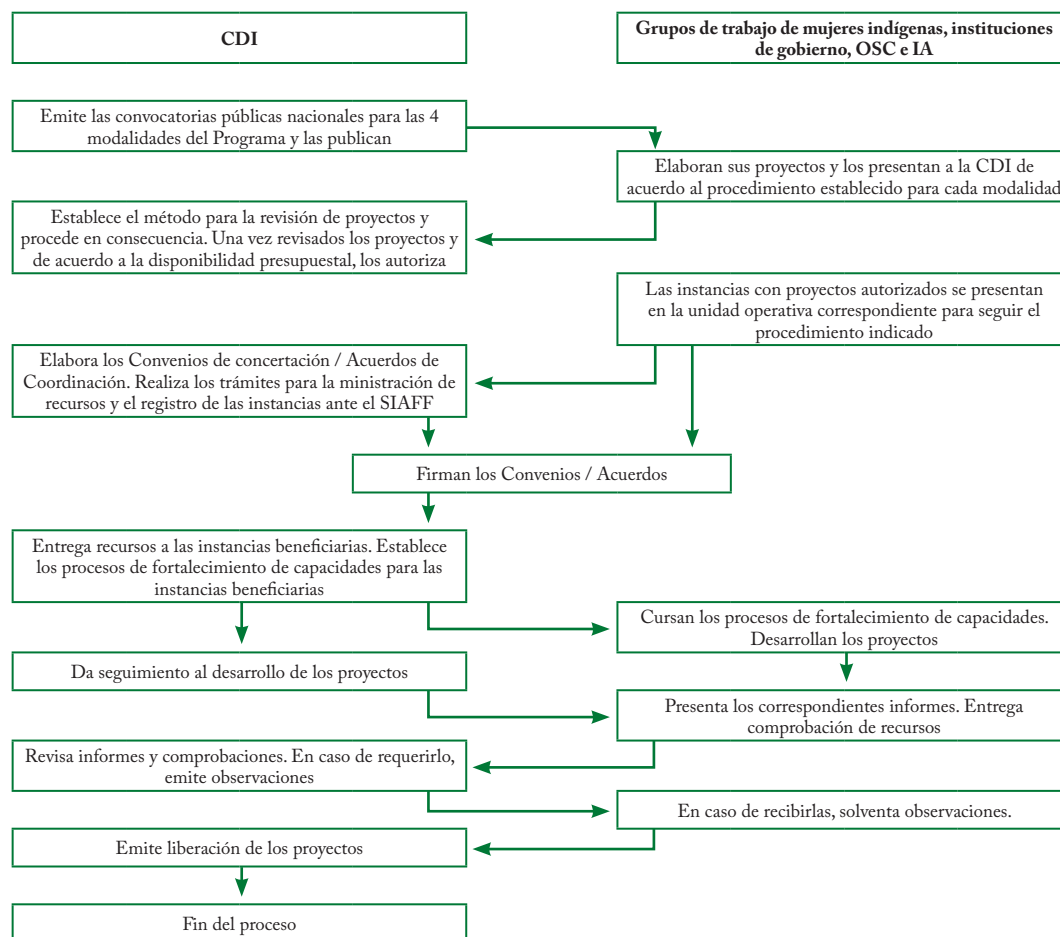 CDI
Grupos de trabajo de mujeres indígenas, instituciones
de gobierno, OSC e IA
Emite las convocatorias públicas nacionales para las 4
modalidades del Programa y las publican
Elaboran sus proyectos y los presentan a la CDI de
acuerdo al procedimiento establecido para cada modalidad
Establece el método para la revisión de proyectos y
procede en consecuencia. Una vez revisados los proyectos y
de acuerdo a la disponibilidad presupuestal, los autoriza
Las instancias con proyectos autorizados se presentan
en la unidad operativa correspondiente para seguir el
procedimiento indicado
Elabora los Convenios de concertación / Acuerdos de
Coordinación. Realiza los trámites para la ministración de
recursos y el registro de las instancias ante el SIAFF
Firman los Convenios / Acuerdos
Entrega recursos a las instancias beneficiarias. Establece
los procesos de fortalecimiento de capacidades para las
instancias beneficiarias
Cursan los procesos de fortalecimiento de capacidades.
Desarrollan los proyectos
Da seguimiento al desarrollo de los proyectos
Presenta los correspondientes informes. Entrega
comprobación de recursos
Revisa informes y comprobaciones. En caso de requerirlo,
emite observaciones
En caso de recibirlas, solventa observaciones.
Emite liberación de los proyectos
Fin del proceso